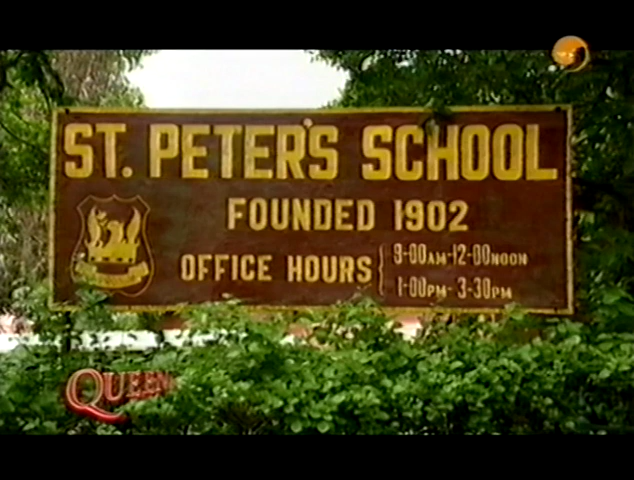 ST. PETER'S SCHOOL
FOUNDED 1902
OFFICE HOURS
9-00AM-12-00NOON
1-00PM-3-30PM
QUEEN